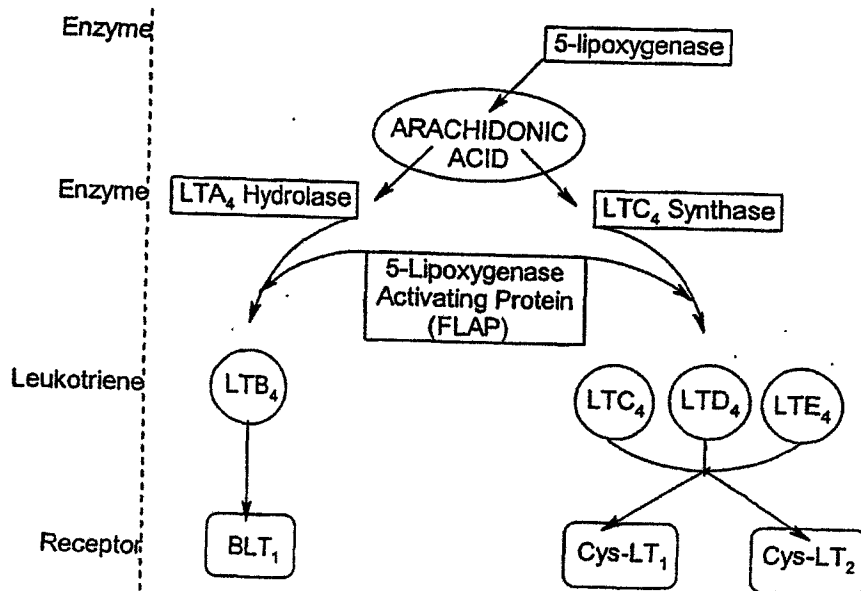 Enzyme
5-lipoxygenase
ARACHIDONIC
ACID
Enzyme
LTA₄ Hydrolase
LTC₄ Synthase
5-Lipoxygenase
Activating Protein
(FLAP)
Leukotriene
LTB₄
LTC₄
LTD₄
LTE₄
Receptor
BLT₁
Cys-LT₁
Cys-LT₂